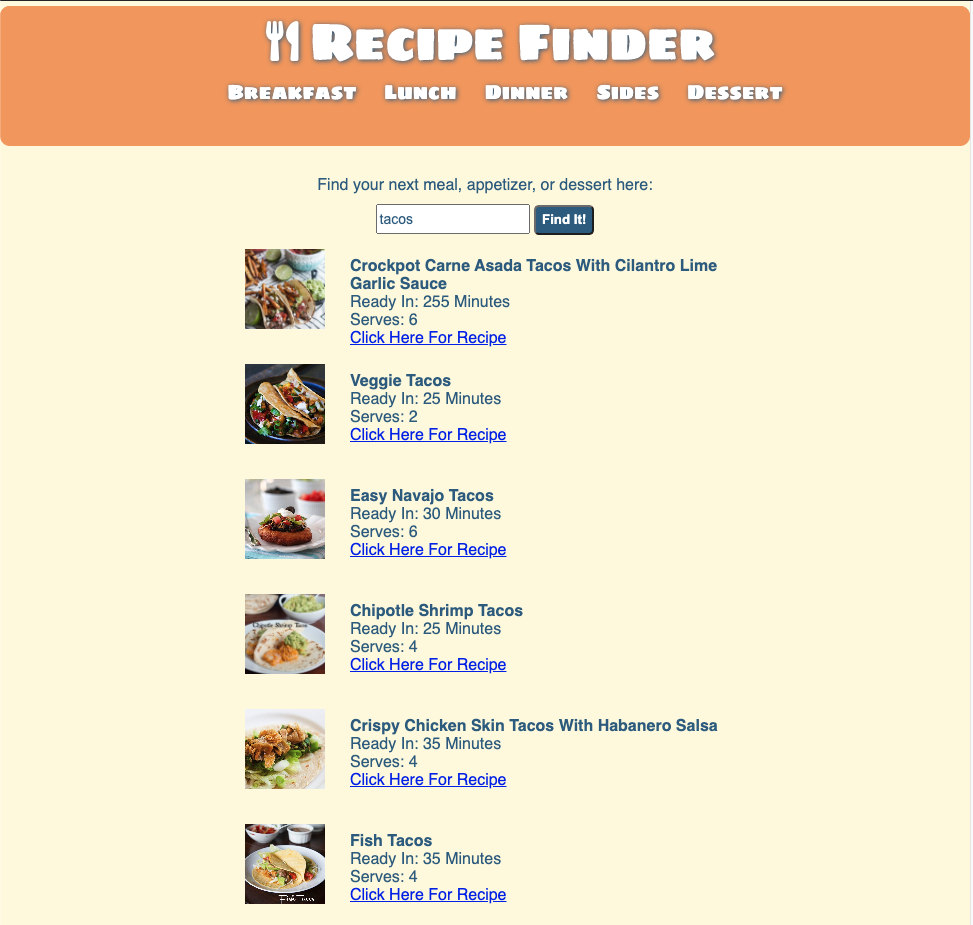 Recipe Finder
Breakfast Lunch Dinner Sides Dessert
Find your next meal, appetizer, or dessert here:
tacos Find It!
Crockpot Carne Asada Tacos With Cilantro Lime
Garlic Sauce
Ready In: 255 Minutes
Serves: 6
Click Here For Recipe
Veggie Tacos
Ready In: 25 Minutes
Serves: 2
Click Here For Recipe
Easy Navajo Tacos
Ready In: 30 Minutes
Serves: 6
Click Here For Recipe
Chipotle Shrimp Tacos
Chipotle Shrimp Tacos
Ready In: 25 Minutes
Serves: 4
Click Here For Recipe
Crispy Chicken Skin Tacos With Habanero Salsa
Ready In: 35 Minutes
Serves: 4
Click Here For Recipe
Fish Tacos
Ready In: 35 Minutes
Serves: 4
Click Here For Recipe
Fish Tacos